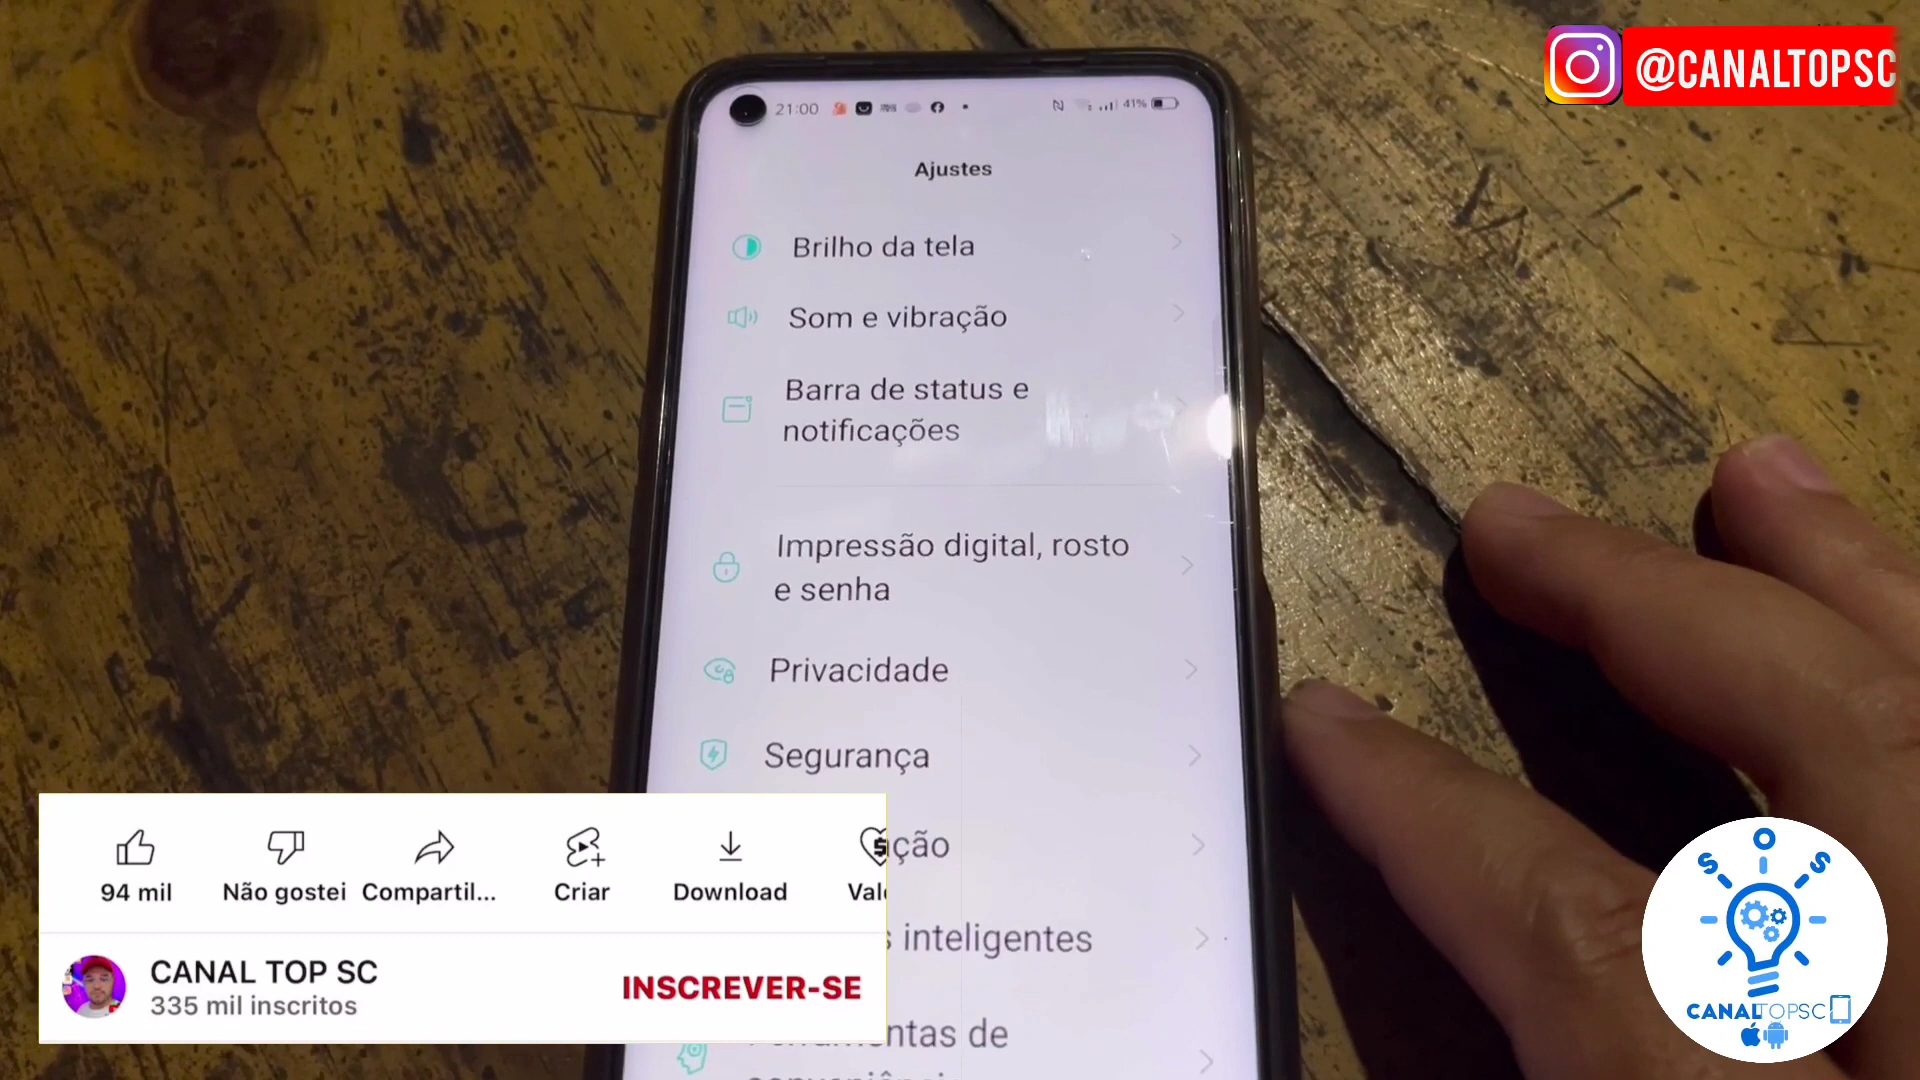 @CANALTOPSC
21:00
41%
Ajustes
Brilho da tela
Som e vibração
Barra de status e
notificações
Impressão digital, rosto
e senha
Privacidade
Segurança
ção
s inteligentes
ntas de
94 mil
Não gostei
Compartil...
Criar
Download
Val
CANAL TOP SC
335 mil inscritos
INSCREVER-SE
SOS
CANALTOPSC